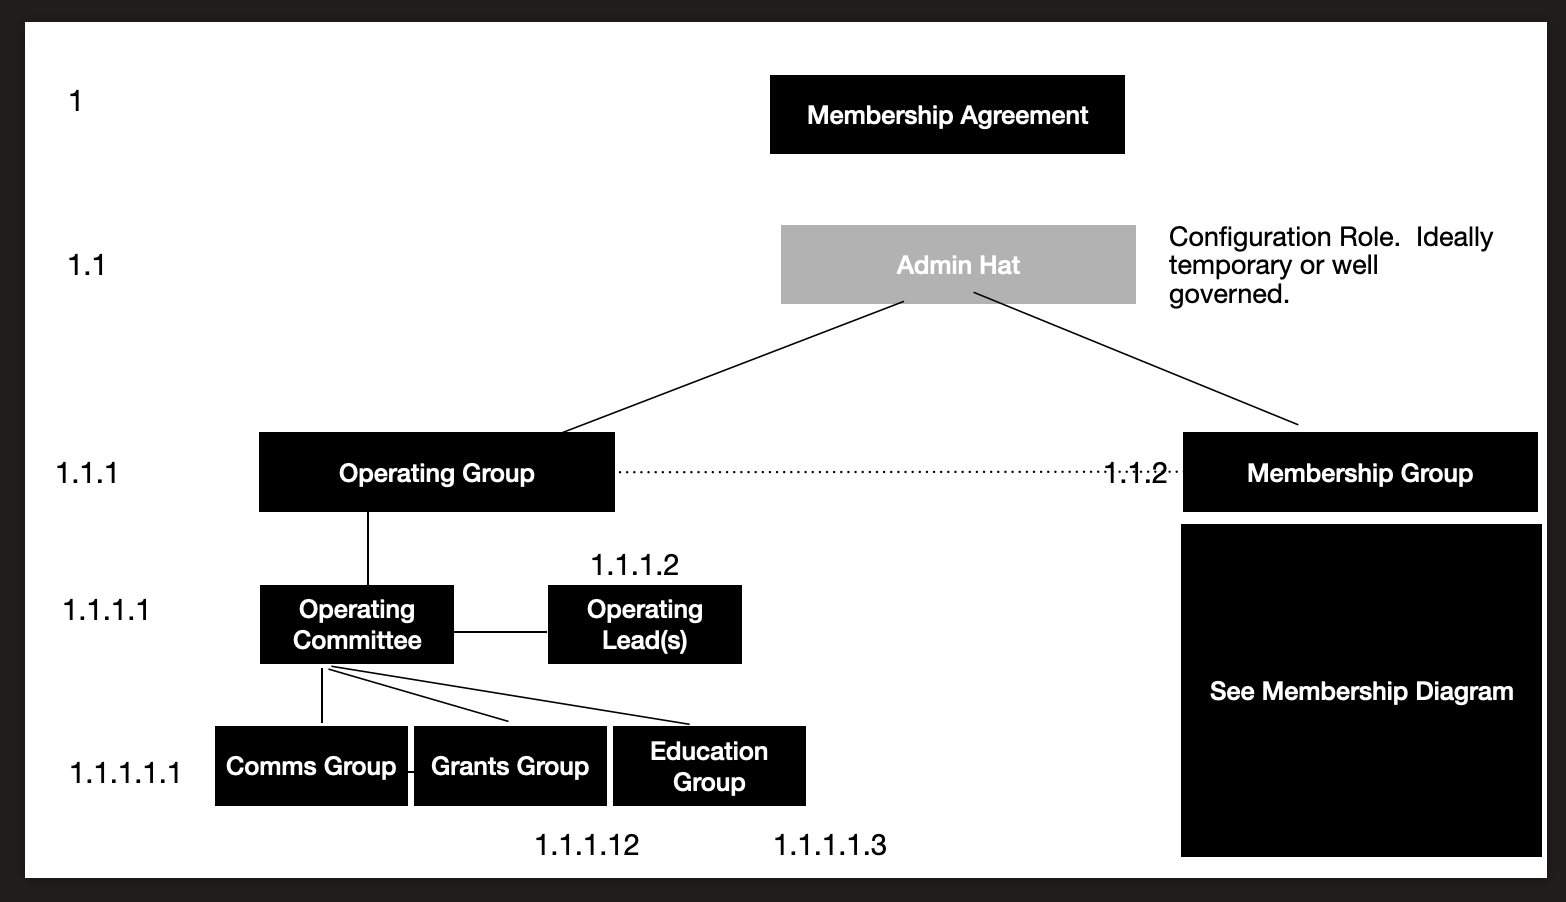 1
Membership Agreement
1.1
Admin Hat
Configuration Role.  Ideally
temporary or well
governed.
1.1.1
Operating Group
1.1.2
Membership Group
1.1.1.2
1.1.1.1
Operating
Committee
Operating
Lead(s)
See Membership Diagram
1.1.1.1.1
Comms Group
Grants Group
Education
Group
1.1.1.12
1.1.1.1.3